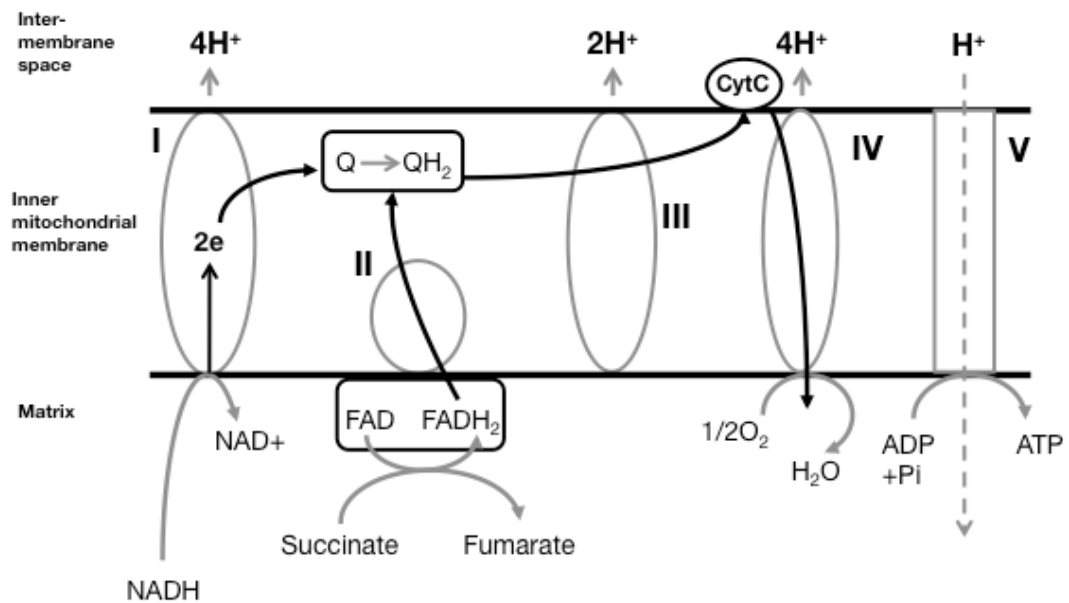 Inter-
membrane
space
4H⁺
2H⁺
4H⁺
H⁺
CytC
I
Q
QH₂
IV
V
Inner
mitochondrial
membrane
2e
III
II
Matrix
NAD+
FAD
FADH₂
1/2O₂
H₂O
ADP
+Pi
ATP
Succinate
Fumarate
NADH